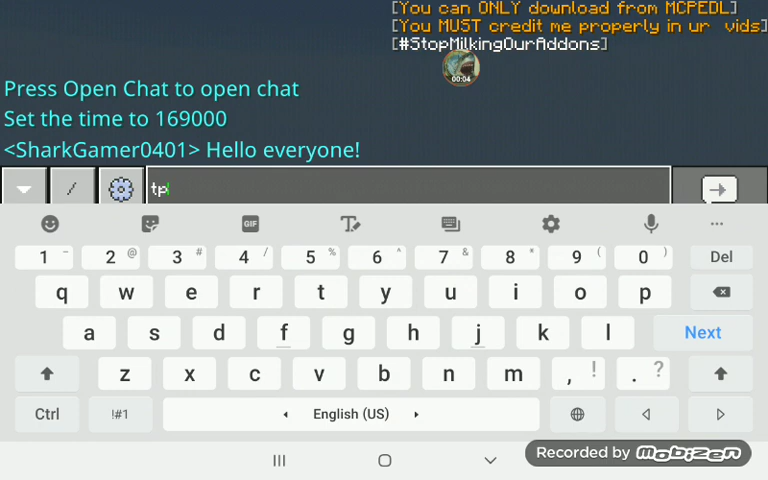 [You can ONLY download from MCPEDL]
[You MUST credit me properly in ur vids]
[#StopMilkingOurAddons]
00:04
Press Open Chat to open chat
Set the time to 169000
<SharkGamer0401> Hello everyone!
/ tp
GIF T
1 - 2 @ 3 # 4 / 5 % 6 ^ 7 & 8 * 9 ( 0 ) Del
q w e r t y u i o p
a s d f g h j k l Next
z x c v b n m , ! . ?
Ctrl !#1 English (US)
Recorded by mobizen